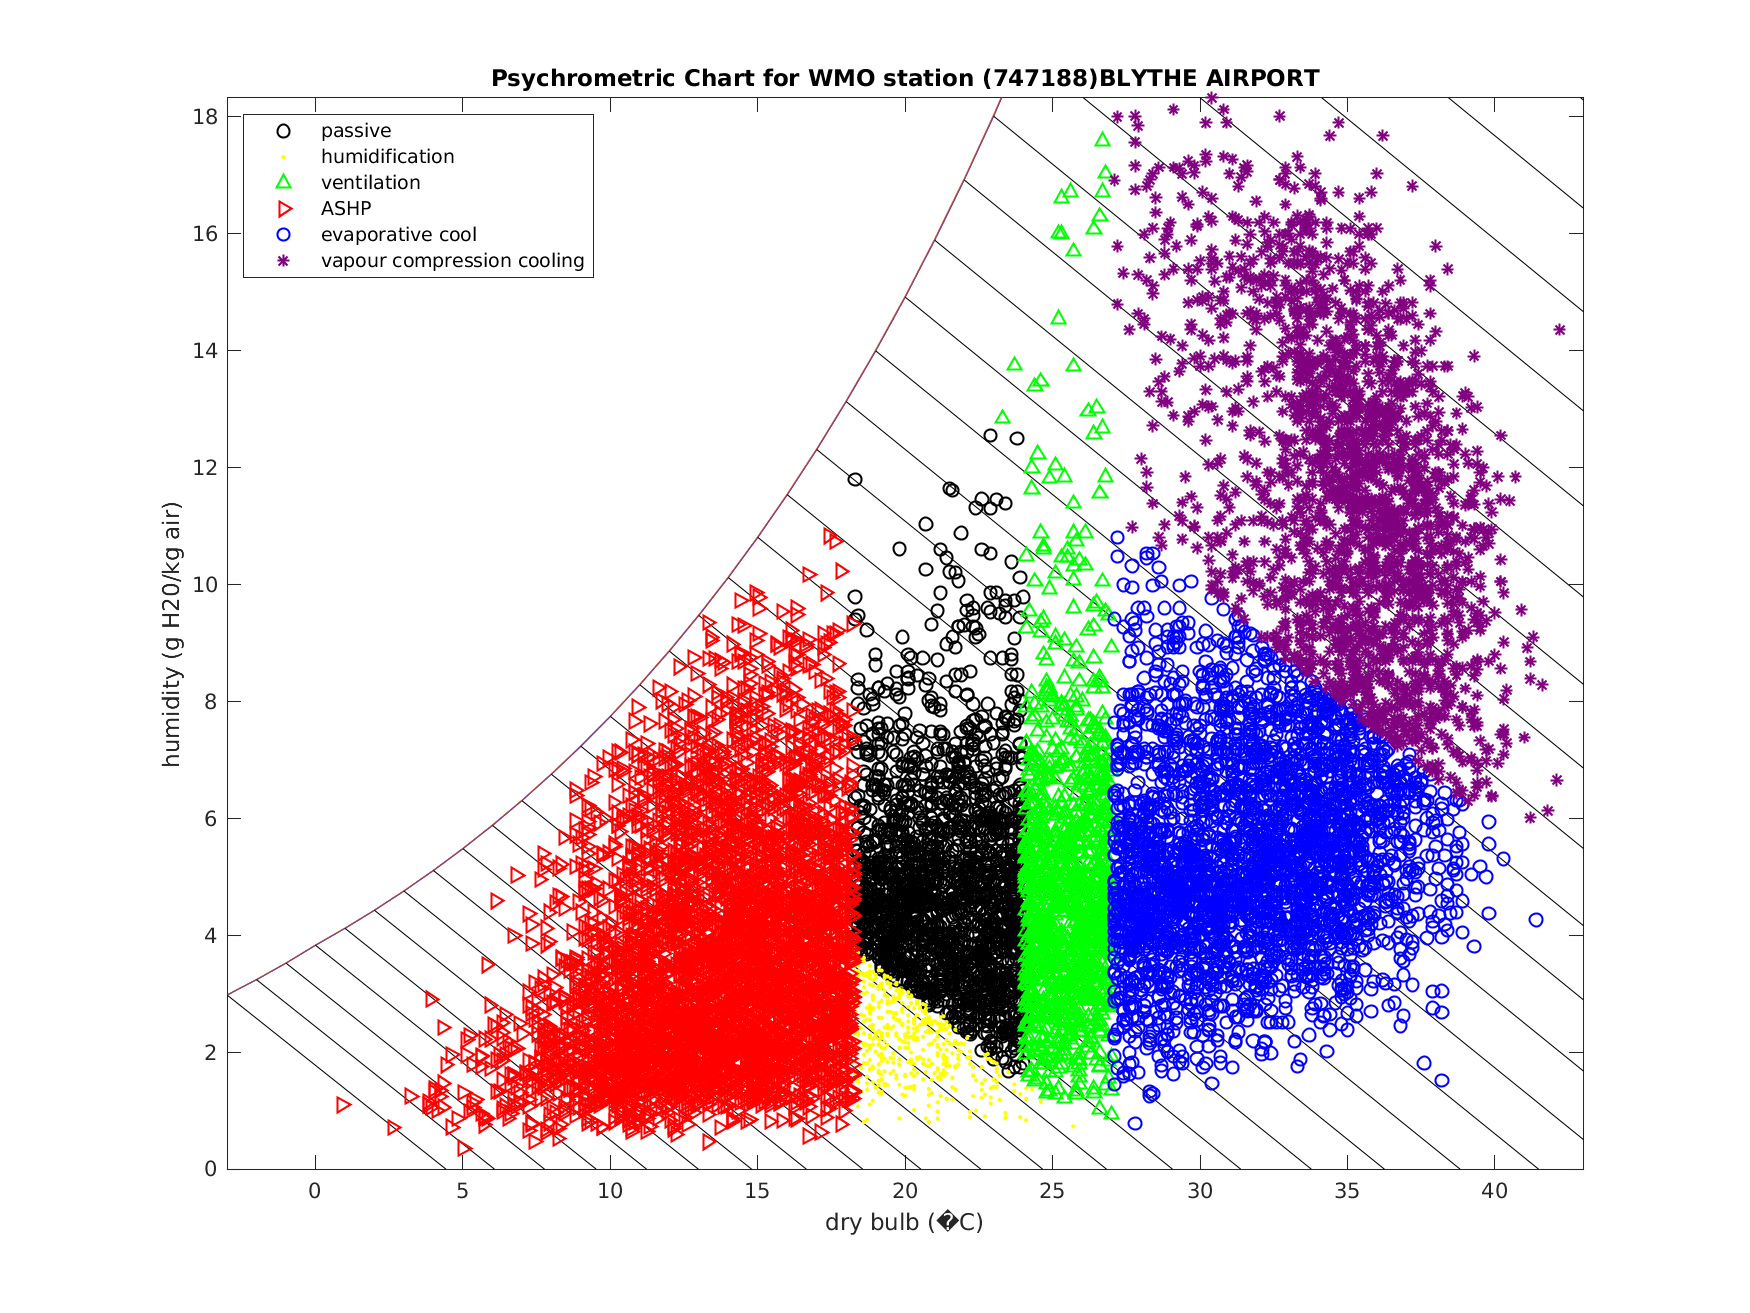 Psychrometric Chart for WMO station (747188)BLYTHE AIRPORT
passive
humidification
ventilation
ASHP
evaporative cool
vapour compression cooling
humidity (g H20/kg air)
18
16
14
12
10
8
6
4
2
0
0 5 10 15 20 25 30 35 40
dry bulb (�C)